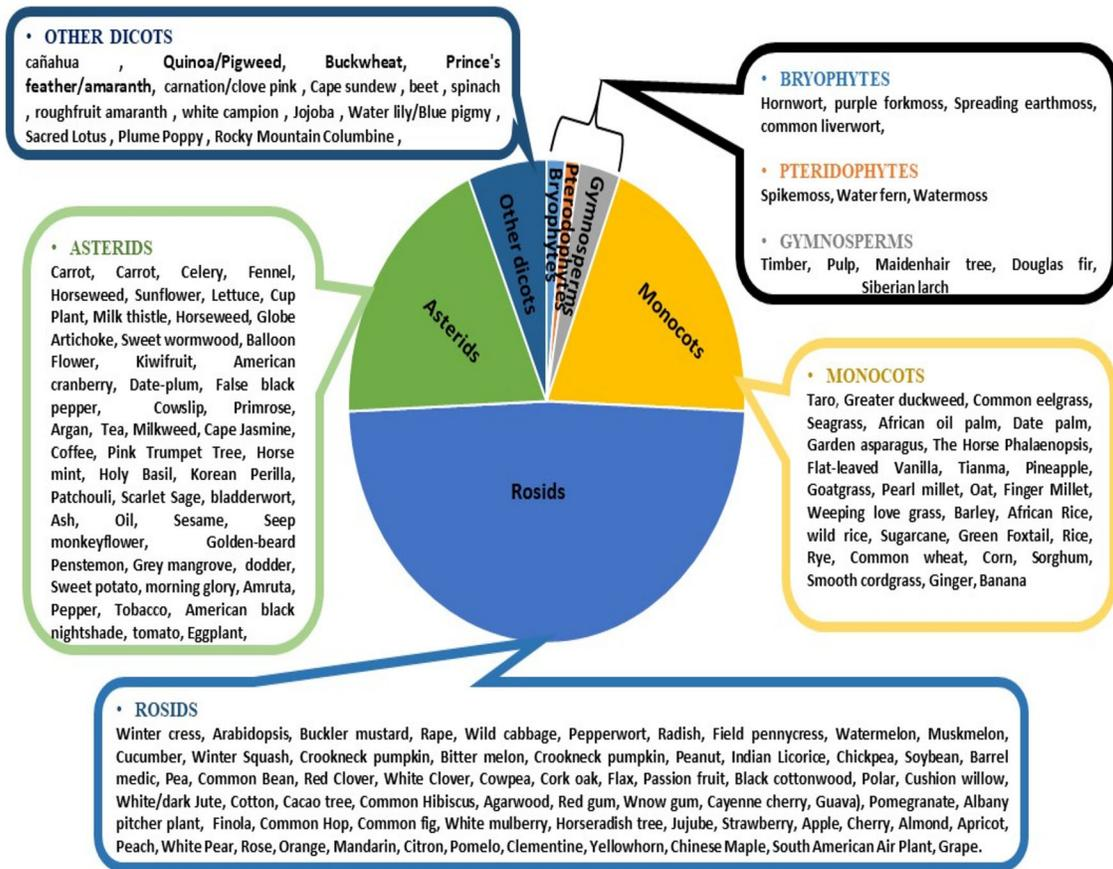 • OTHER DICOTS
cañahua , Quinoa/Pigweed, Buckwheat, Prince's
feather/amaranth, carnation/clove pink , Cape sundew , beet , spinach
, roughfruit amaranth , white campion , Jojoba , Water lily/Blue pigmy ,
Sacred Lotus , Plume Poppy , Rocky Mountain Columbine ,
• BRYOPHYTES
Hornwort, purple forkmoss, Spreading earthmoss,
common liverwort,
• PTERIDOPHYTES
Spikemoss, Water fern, Watermoss
• GYMNOSPERMS
Timber, Pulp, Maidenhair tree, Douglas fir,
Siberian larch
Other dicots
Bryophytes
Pterodophytes
Gymnosperms
Asterids
Monocots
Rosids
• ASTERIDS
Carrot, Carrot, Celery, Fennel,
Horseweed, Sunflower, Lettuce, Cup
Plant, Milk thistle, Horseweed, Globe
Artichoke, Sweet wormwood, Balloon
Flower, Kiwifruit, American
cranberry, Date-plum, False black
pepper, Cowslip, Primrose,
Argan, Tea, Milkweed, Cape Jasmine,
Coffee, Pink Trumpet Tree, Horse
mint, Holy Basil, Korean Perilla,
Patchouli, Scarlet Sage, bladderwort,
Ash, Oil, Sesame, Seep
monkeyflower, Golden-beard
Penstemon, Grey mangrove, dodder,
Sweet potato, morning glory, Amruta,
Pepper, Tobacco, American black
nightshade, tomato, Eggplant,
• MONOCOTS
Taro, Greater duckweed, Common eelgrass,
Seagrass, African oil palm, Date palm,
Garden asparagus, The Horse Phalaenopsis,
Flat-leaved Vanilla, Tianma, Pineapple,
Goatgrass, Pearl millet, Oat, Finger Millet,
Weeping love grass, Barley, African Rice,
wild rice, Sugarcane, Green Foxtail, Rice,
Rye, Common wheat, Corn, Sorghum,
Smooth cordgrass, Ginger, Banana
• ROSIDS
Winter cress, Arabidopsis, Buckler mustard, Rape, Wild cabbage, Pepperwort, Radish, Field pennycress, Watermelon, Muskmelon,
Cucumber, Winter Squash, Crookneck pumpkin, Bitter melon, Crookneck pumpkin, Peanut, Indian Licorice, Chickpea, Soybean, Barrel
medic, Pea, Common Bean, Red Clover, White Clover, Cowpea, Cork oak, Flax, Passion fruit, Black cottonwood, Polar, Cushion willow,
White/dark Jute, Cotton, Cacao tree, Common Hibiscus, Agarwood, Red gum, Wnow gum, Cayenne cherry, Guava), Pomegranate, Albany
pitcher plant, Finola, Common Hop, Common fig, White mulberry, Horseradish tree, Jujube, Strawberry, Apple, Cherry, Almond, Apricot,
Peach, White Pear, Rose, Orange, Mandarin, Citron, Pomelo, Clementine, Yellowhorn, Chinese Maple, South American Air Plant, Grape.